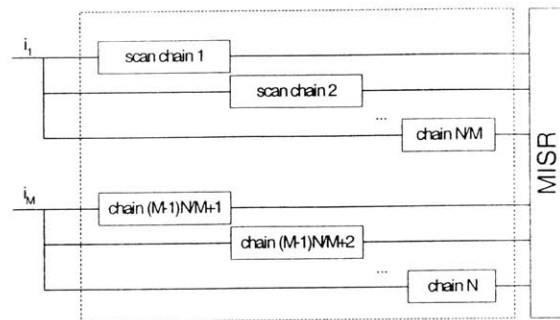 i1
scan chain 1
scan chain 2
...
chain N/M
iM
chain (M-1)N/M+1
chain (M-1)N/M+2
...
chain N
MISR